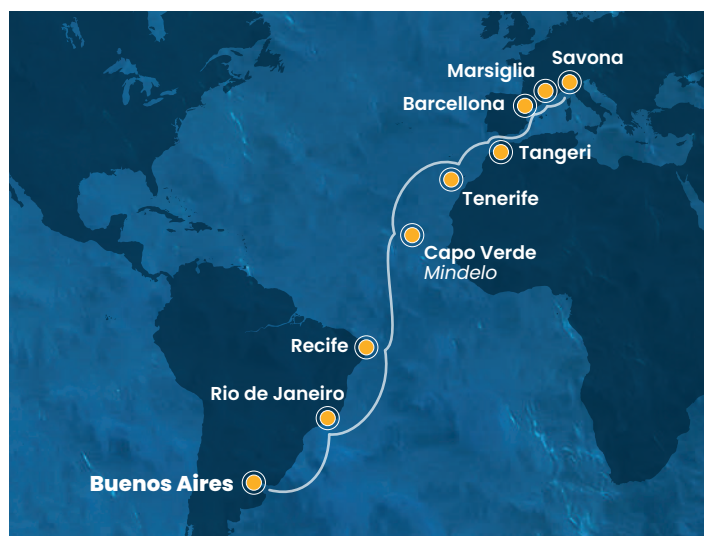 Savona
Marsiglia
Barcellona
Tangeri
Tenerife
Capo Verde
Mindelo
Recife
Rio de Janeiro
Buenos Aires